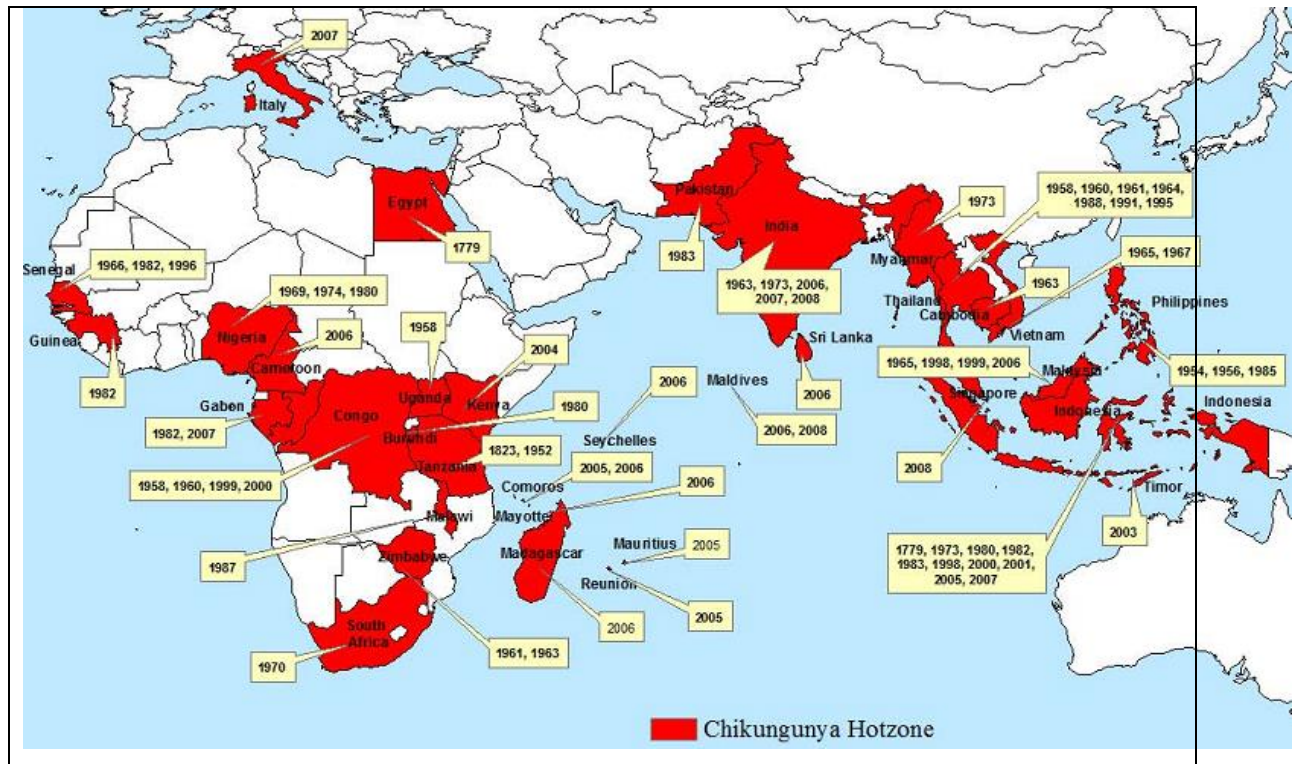 2007
Italy
Egypt
1779
Pakistan
1983
India
1963, 1973, 2006,
2007, 2008
1973
Myanmar
1958, 1960, 1961, 1964,
1988, 1991, 1995
1965, 1967
1963
Thailand
Cambodia
Vietnam
Philippines
1954, 1956, 1985
Senegal
1966, 1982, 1996
Guinea
1982
Nigeria
1969, 1974, 1980
Cameroon
2006
1958
Uganda
2004
Kenya
Gabon
1982, 2007
Congo
1958, 1960, 1999, 2000
Burundi
1980
Tanzania
1823, 1952
Sri Lanka
2006
Maldives
2006, 2008
2006
Seychelles
1965, 1998, 1999, 2006
Malaysia
Singapore
2008
Indonesia
Indonesia
Timor
2003
1779, 1973, 1980, 1982,
1983, 1998, 2000, 2001,
2005, 2007
Comoros
2005, 2006
Mayotte
2006
Malawi
1987
Zimbabwe
1961, 1963
Madagascar
2006
Mauritius
2005
Reunion
2005
South
Africa
1970
Chikungunya Hotzone